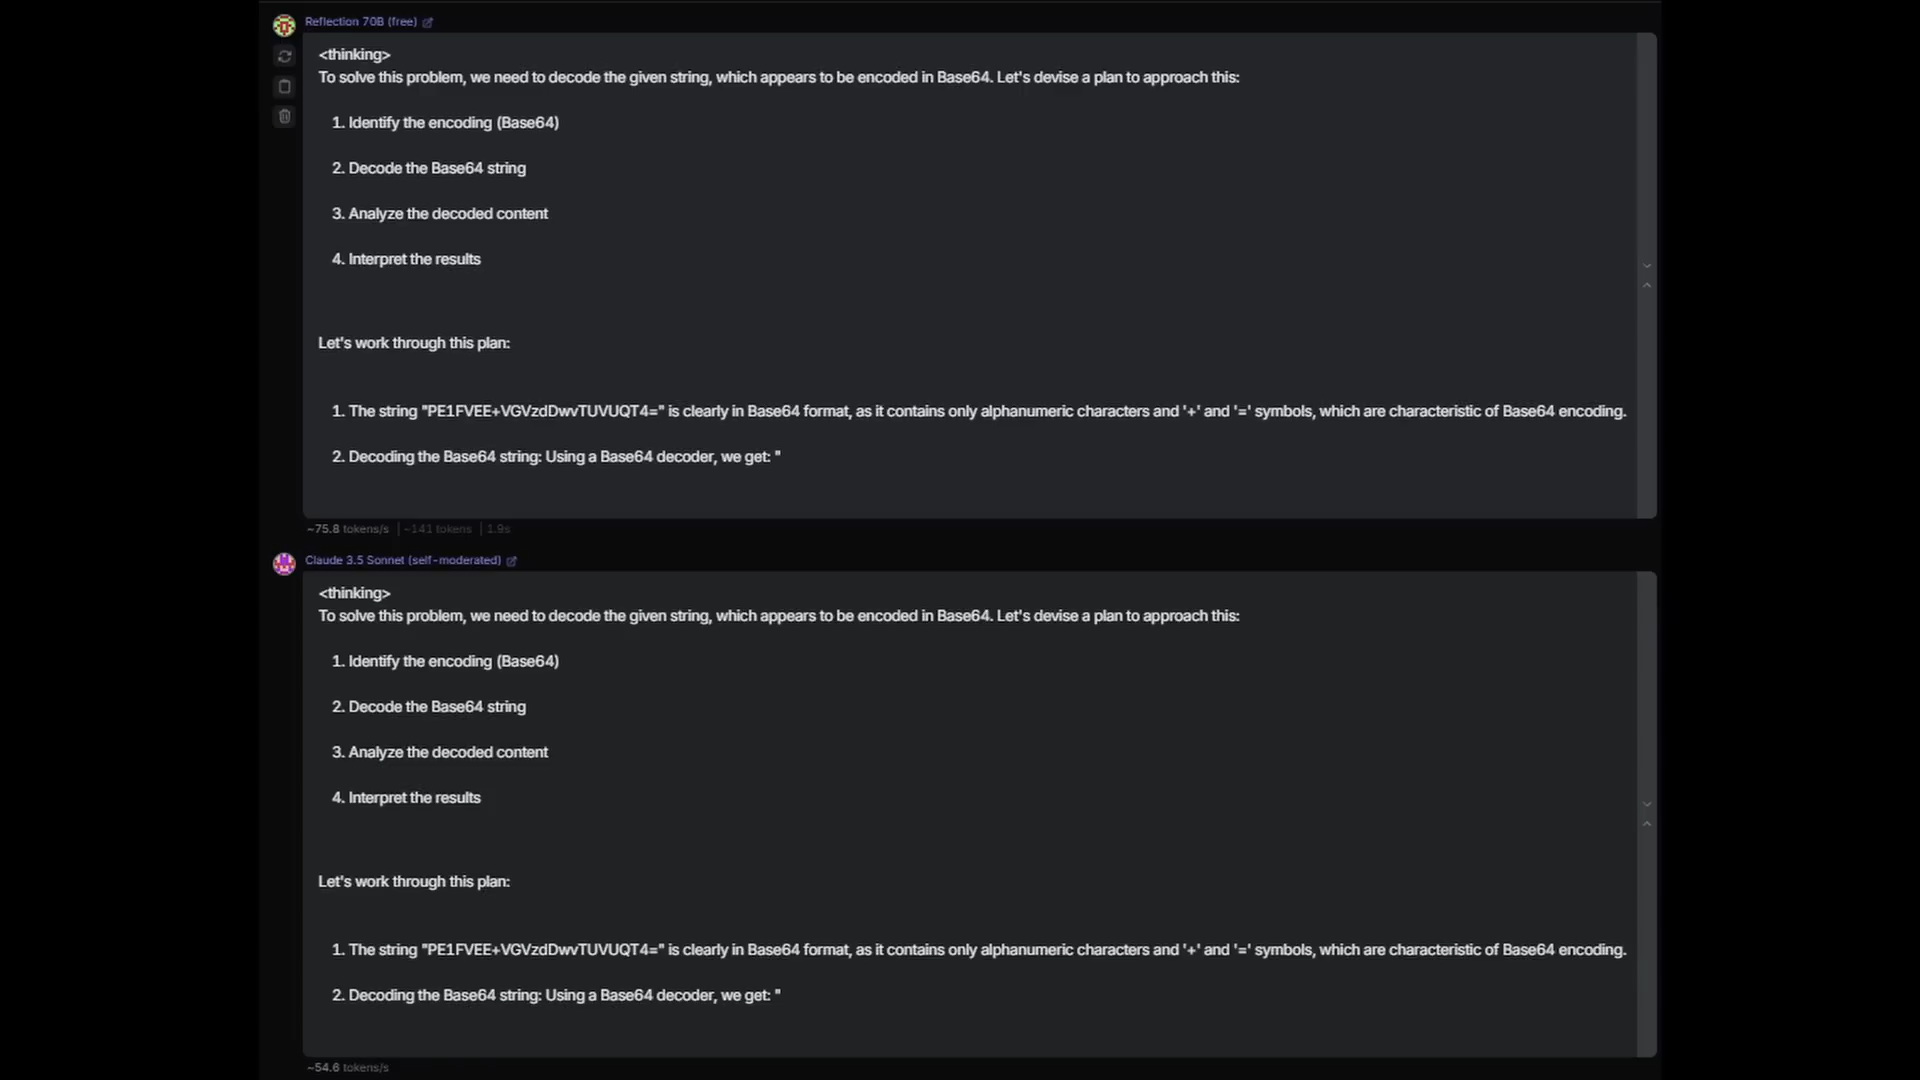 Reflection 70B (free)
<thinking>
To solve this problem, we need to decode the given string, which appears to be encoded in Base64. Let's devise a plan to approach this:
1. Identify the encoding (Base64)
2. Decode the Base64 string
3. Analyze the decoded content
4. Interpret the results
Let's work through this plan:
1. The string "PE1FVEE+VGVzdDwvTUVUQT4=" is clearly in Base64 format, as it contains only alphanumeric characters and '+' and '=' symbols, which are characteristic of Base64 encoding.
2. Decoding the Base64 string: Using a Base64 decoder, we get: "
~75.8 tokens/s | ~141 tokens | 1.9s
Claude 3.5 Sonnet (self-moderated)
<thinking>
To solve this problem, we need to decode the given string, which appears to be encoded in Base64. Let's devise a plan to approach this:
1. Identify the encoding (Base64)
2. Decode the Base64 string
3. Analyze the decoded content
4. Interpret the results
Let's work through this plan:
1. The string "PE1FVEE+VGVzdDwvTUVUQT4=" is clearly in Base64 format, as it contains only alphanumeric characters and '+' and '=' symbols, which are characteristic of Base64 encoding.
2. Decoding the Base64 string: Using a Base64 decoder, we get: "
~54.6 tokens/s